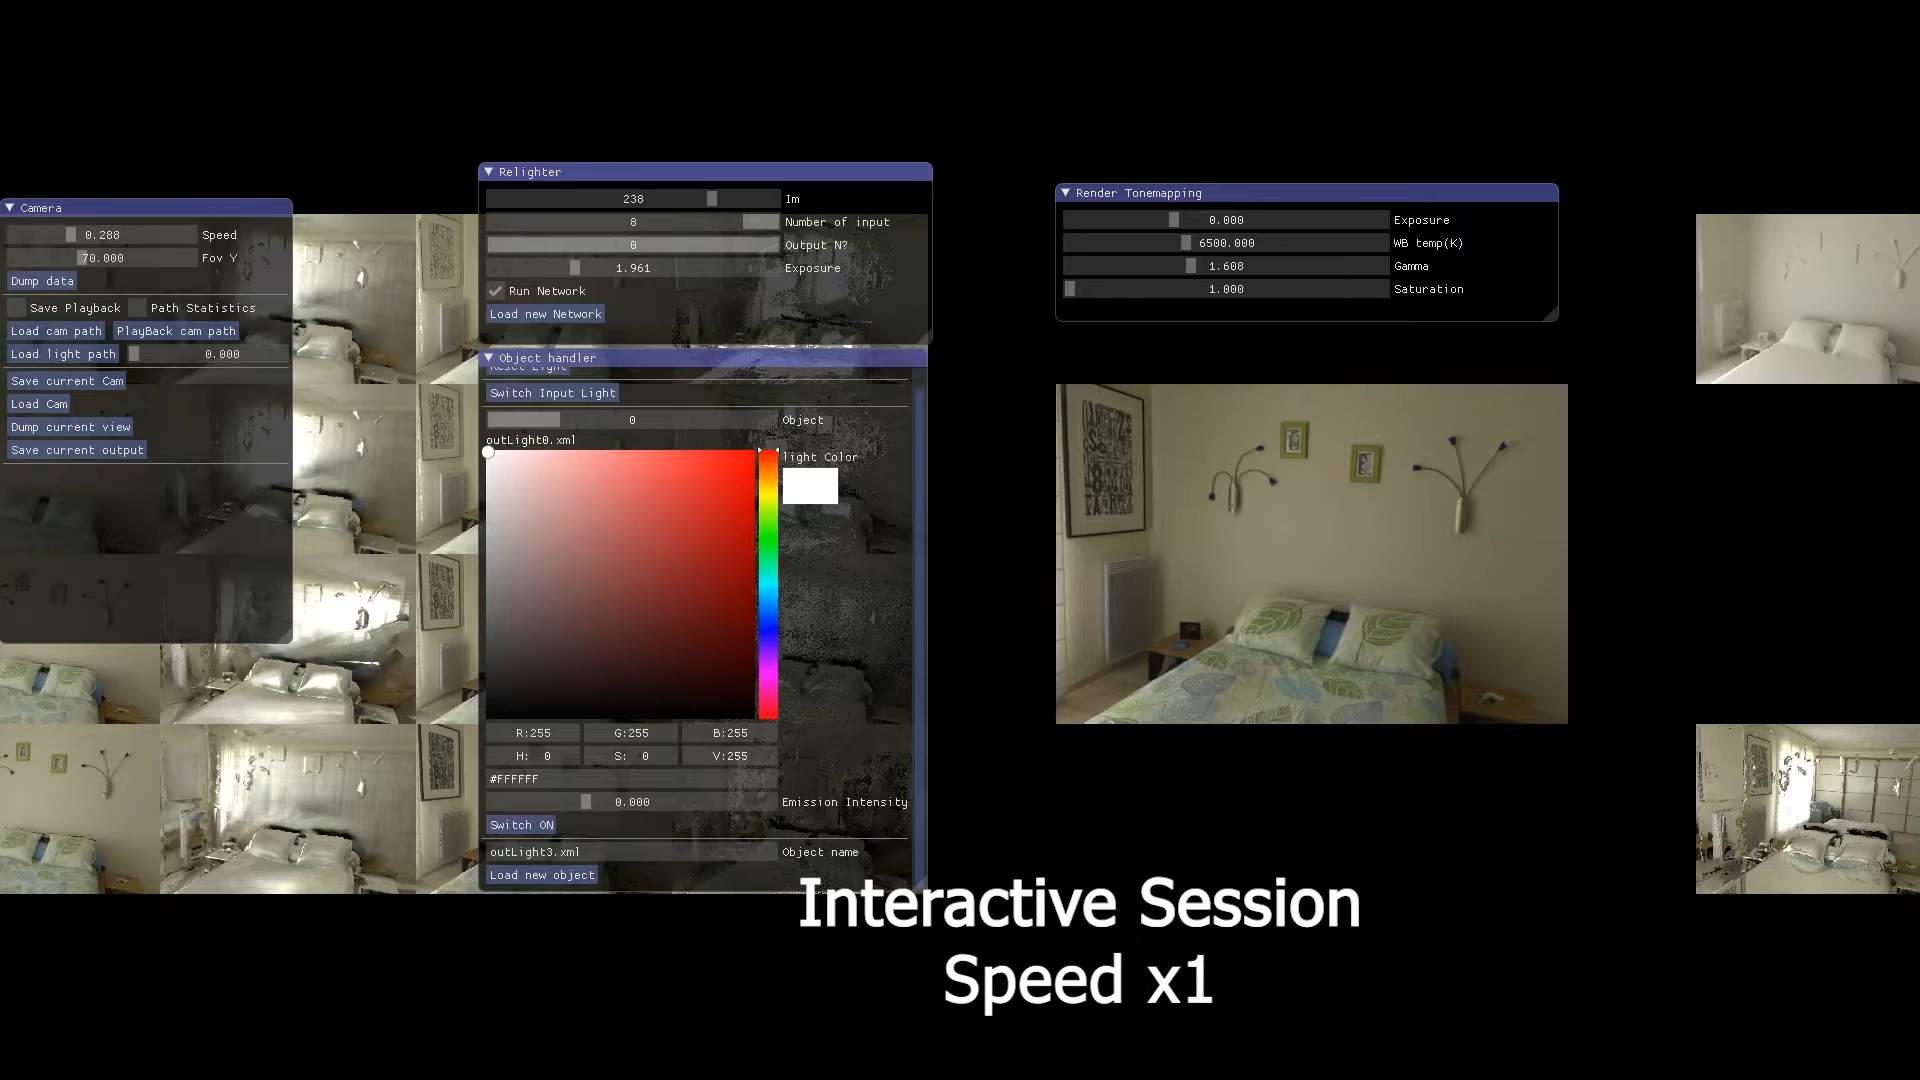 Camera
0.288 Speed
70.000 Fov Y
Dump data
Save Playback Path Statistics
Load cam path PlayBack cam path
Load light path 0.000
Save current Cam
Load Cam
Dump current view
Save current output
Relighter
238 Im
8 Number of input
0 Output N?
1.961 Exposure
Run Network
Load new Network
Object handler
Reset Light
Switch Input Light
0 Object
outLight0.xml
light Color
R:255 G:255 B:255
H: 0 S: 0 V:255
#FFFFFF
0.000 Emission Intensity
Switch ON
outLight3.xml Object name
Load new object
Render Tonemapping
0.000 Exposure
6500.000 WB temp(K)
1.608 Gamma
1.000 Saturation
Interactive Session
Speed x1